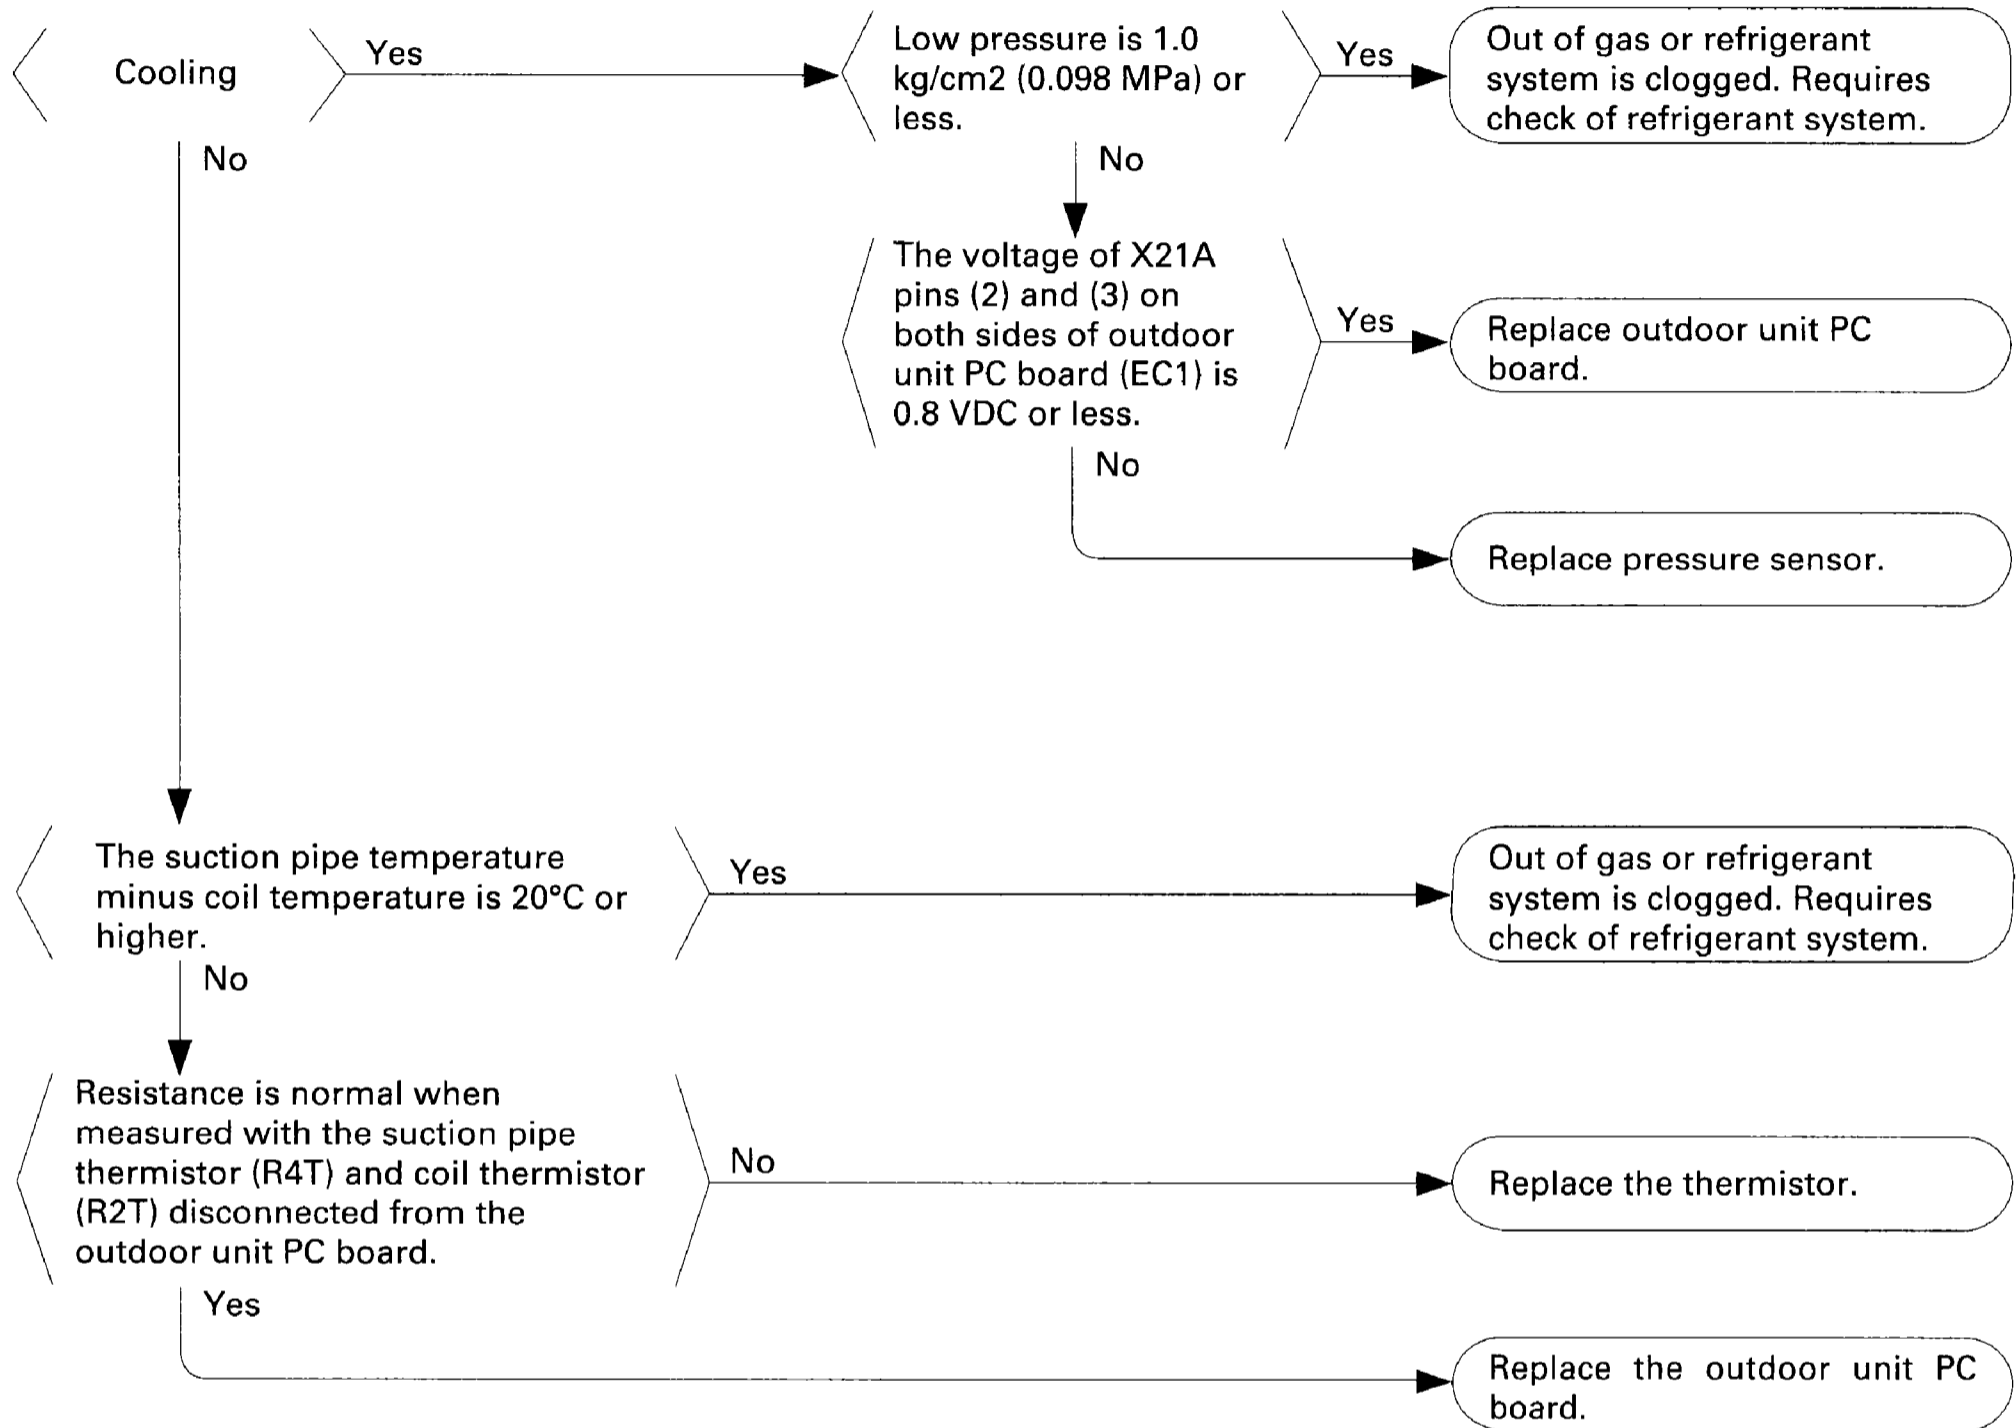 Cooling
Yes
Low pressure is 1.0
kg/cm2 (0.098 MPa) or
less.
Yes
Out of gas or refrigerant
system is clogged. Requires
check of refrigerant system.
No
No
The voltage of X21A
pins (2) and (3) on
both sides of outdoor
unit PC board (EC1) is
0.8 VDC or less.
Yes
Replace outdoor unit PC
board.
No
Replace pressure sensor.
The suction pipe temperature
minus coil temperature is 20°C or
higher.
Yes
Out of gas or refrigerant
system is clogged. Requires
check of refrigerant system.
No
Resistance is normal when
measured with the suction pipe
thermistor (R4T) and coil thermistor
(R2T) disconnected from the
outdoor unit PC board.
No
Replace the thermistor.
Yes
Replace the outdoor unit PC
board.